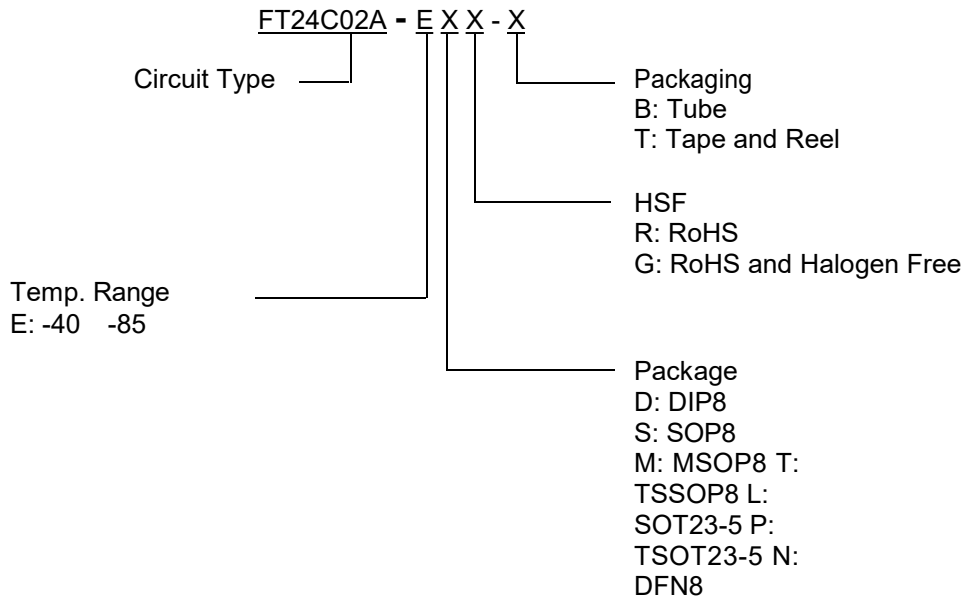 FT24C02A - E X X - X
Circuit Type
Packaging
B: Tube
T: Tape and Reel
HSF
R: RoHS
G: RoHS and Halogen Free
Temp. Range
E: -40 -85
Package
D: DIP8
S: SOP8
M: MSOP8 T:
TSSOP8 L:
SOT23-5 P:
TSOT23-5 N:
DFN8